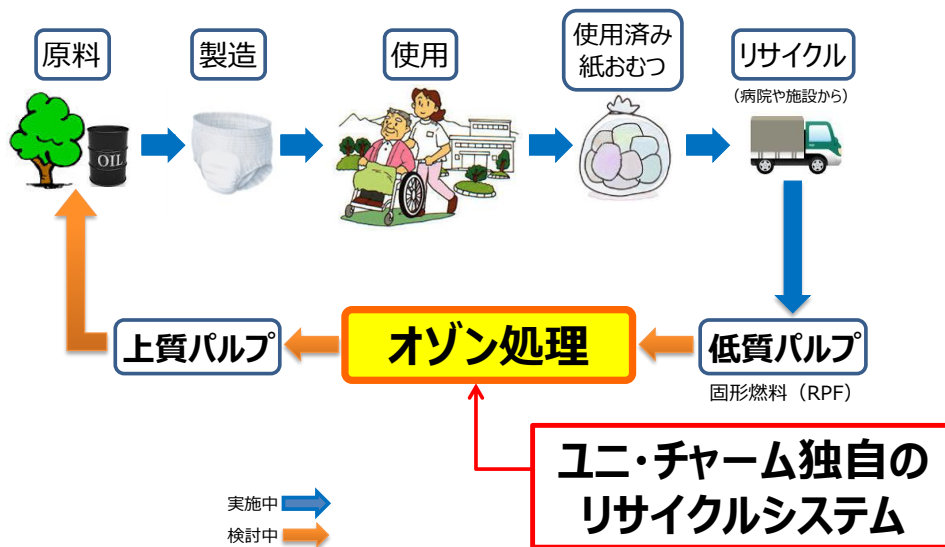 原料
製造
使用
使用済み
紙おむつ
リサイクル
（病院や施設から）
OIL
上質パルプ
オゾン処理
低質パルプ
固形燃料（RPF）
ユニ・チャーム独自の
リサイクルシステム
実施中
検討中